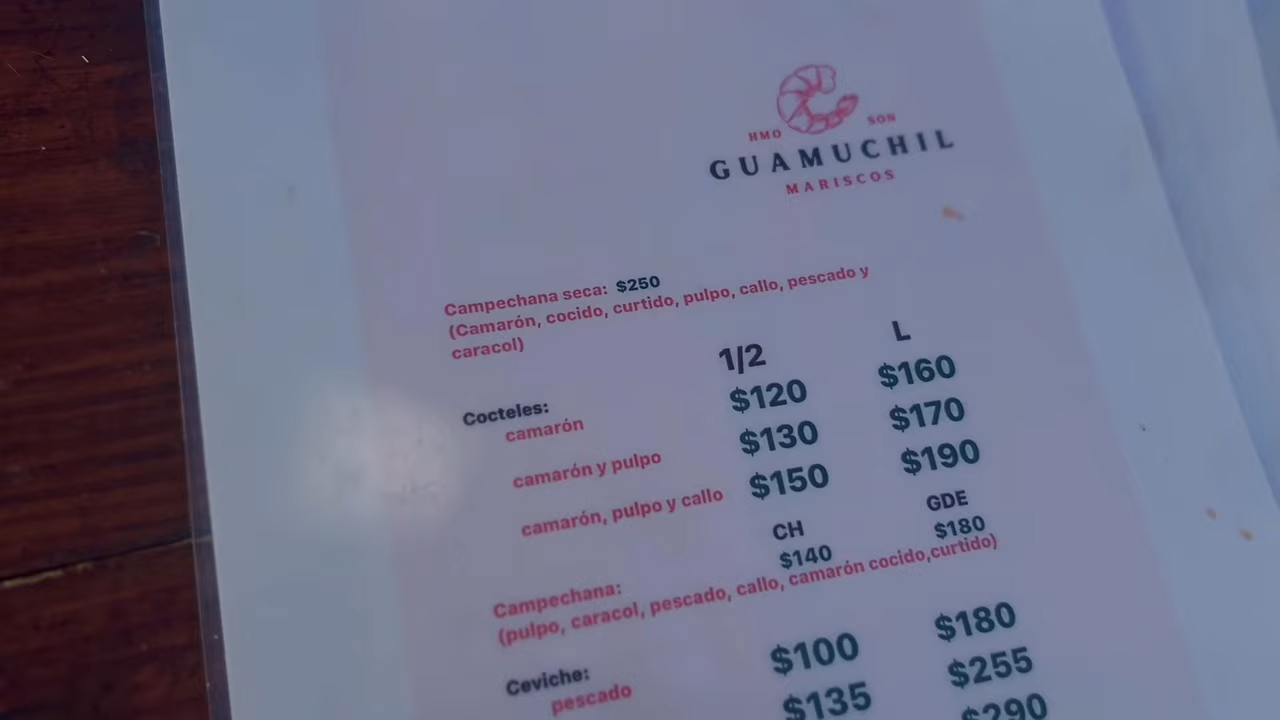 HMO SON
GUAMUCHIL
MARISCOS
Campechana seca: $250
(Camarón, cocido, curtido, pulpo, callo, pescado y
caracol)
1/2 L
Cocteles:
camarón $120 $160
camarón y pulpo $130 $170
camarón, pulpo y callo $150 $190
CH GDE
Campechana: $140 $180
(pulpo, caracol, pescado, callo, camarón cocido,curtido)
Ceviche:
pescado $100 $180
$135 $255
$290